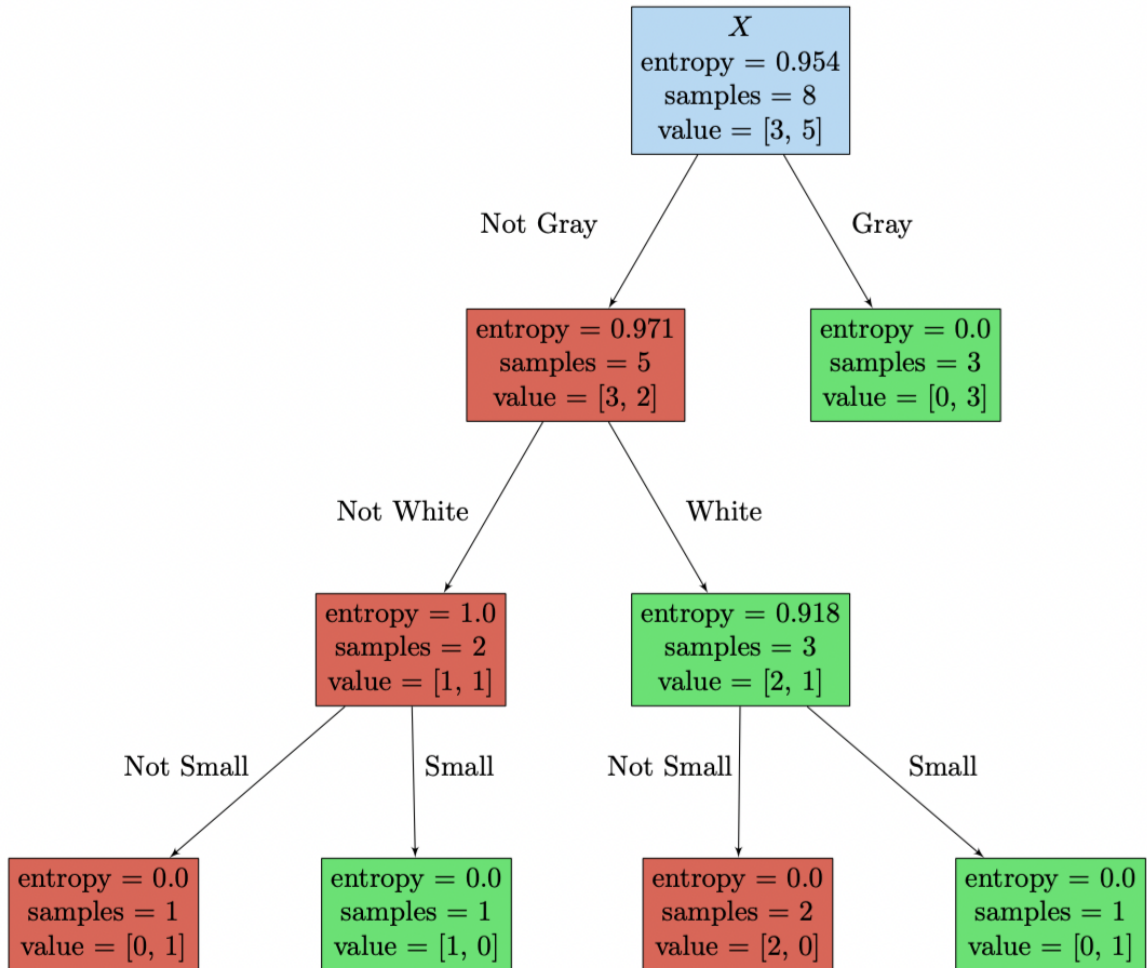 X
entropy = 0.954
samples = 8
value = [3, 5]
Not Gray
Gray
entropy = 0.971
samples = 5
value = [3, 2]
entropy = 0.0
samples = 3
value = [0, 3]
Not White
White
entropy = 1.0
samples = 2
value = [1, 1]
entropy = 0.918
samples = 3
value = [2, 1]
Not Small
Small
Not Small
Small
entropy = 0.0
samples = 1
value = [0, 1]
entropy = 0.0
samples = 1
value = [1, 0]
entropy = 0.0
samples = 2
value = [2, 0]
entropy = 0.0
samples = 1
value = [0, 1]